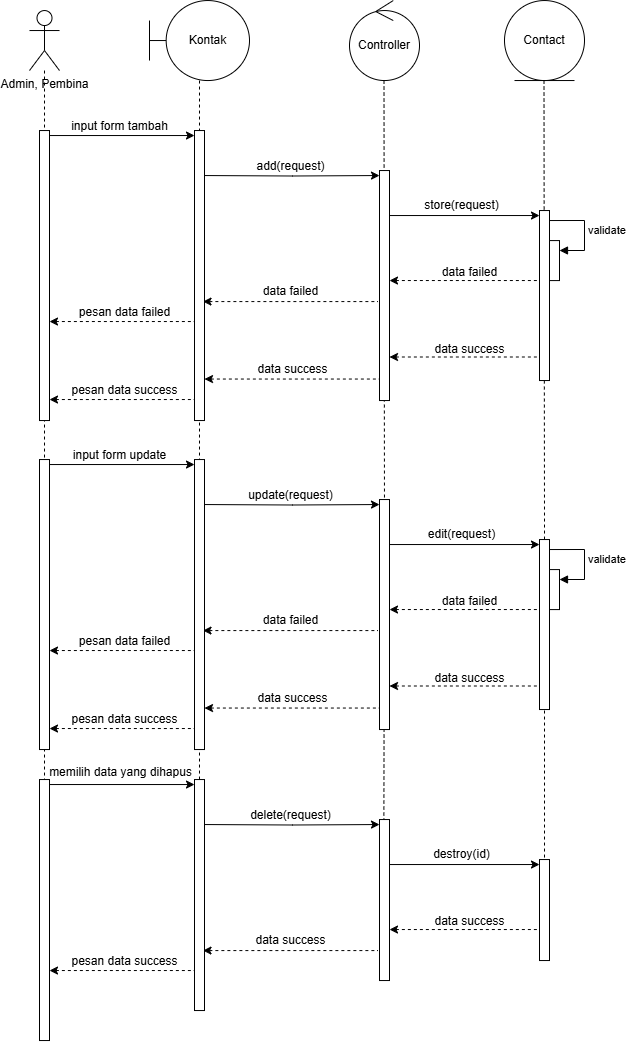 Kontak
Controller
Contact
Admin, Pembina
input form tambah
add(request)
store(request)
validate
data failed
data failed
pesan data failed
data success
data success
pesan data success
input form update
update(request)
edit(request)
validate
data failed
data failed
pesan data failed
data success
data success
pesan data success
memilih data yang dihapus
delete(request)
destroy(id)
data success
data success
pesan data success